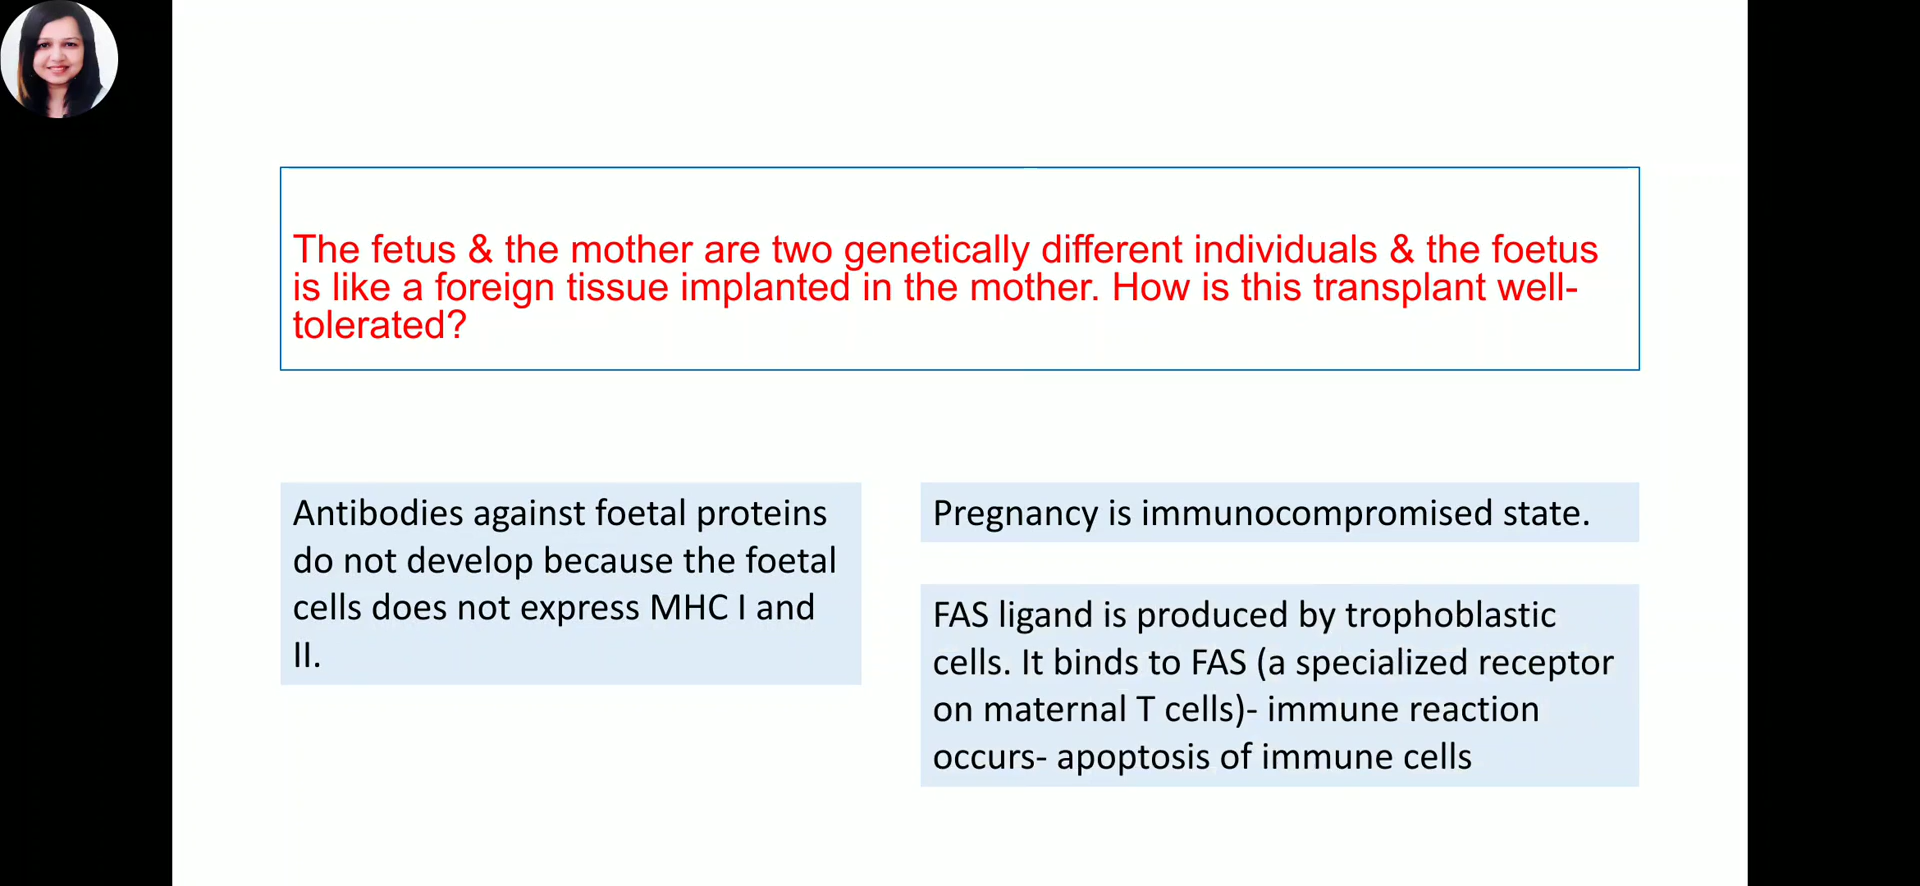 The fetus & the mother are two genetically different individuals & the foetus
is like a foreign tissue implanted in the mother. How is this transplant well-
tolerated?
Antibodies against foetal proteins
do not develop because the foetal
cells does not express MHC I and
II.
Pregnancy is immunocompromised state.
FAS ligand is produced by trophoblastic
cells. It binds to FAS (a specialized receptor
on maternal T cells)- immune reaction
occurs- apoptosis of immune cells